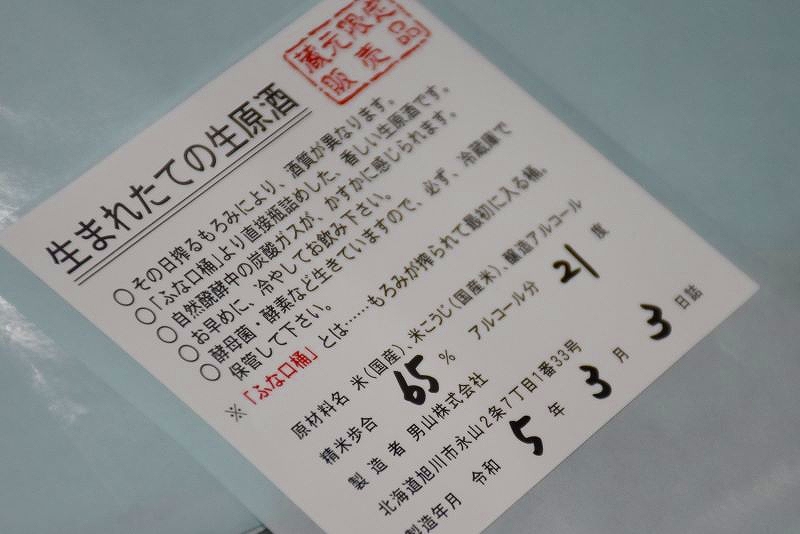 蔵元限定
販売品
生まれたての生原酒
○その日搾るもろみにより、酒質が異なります。
○「ふな口桶」より直接瓶詰めした、香しい生原酒です。
○自然醗酵中の炭酸ガスが、かすかに感じられます。
○お早めに、冷やしてお飲み下さい。
○酵母菌・酵素など生きていますので、必ず、冷蔵庫で
保管して下さい。
※「ふな口桶」とは……もろみが搾られて最初に入る桶。
原材料名 米(国産)、米こうじ(国産米)、醸造アルコール
精米歩合 65 % アルコール分 21 度
製造者 男山株式会社
北海道旭川市永山2条7丁目1番33号
製造年月 令和 5 年 3 月 3 日詰